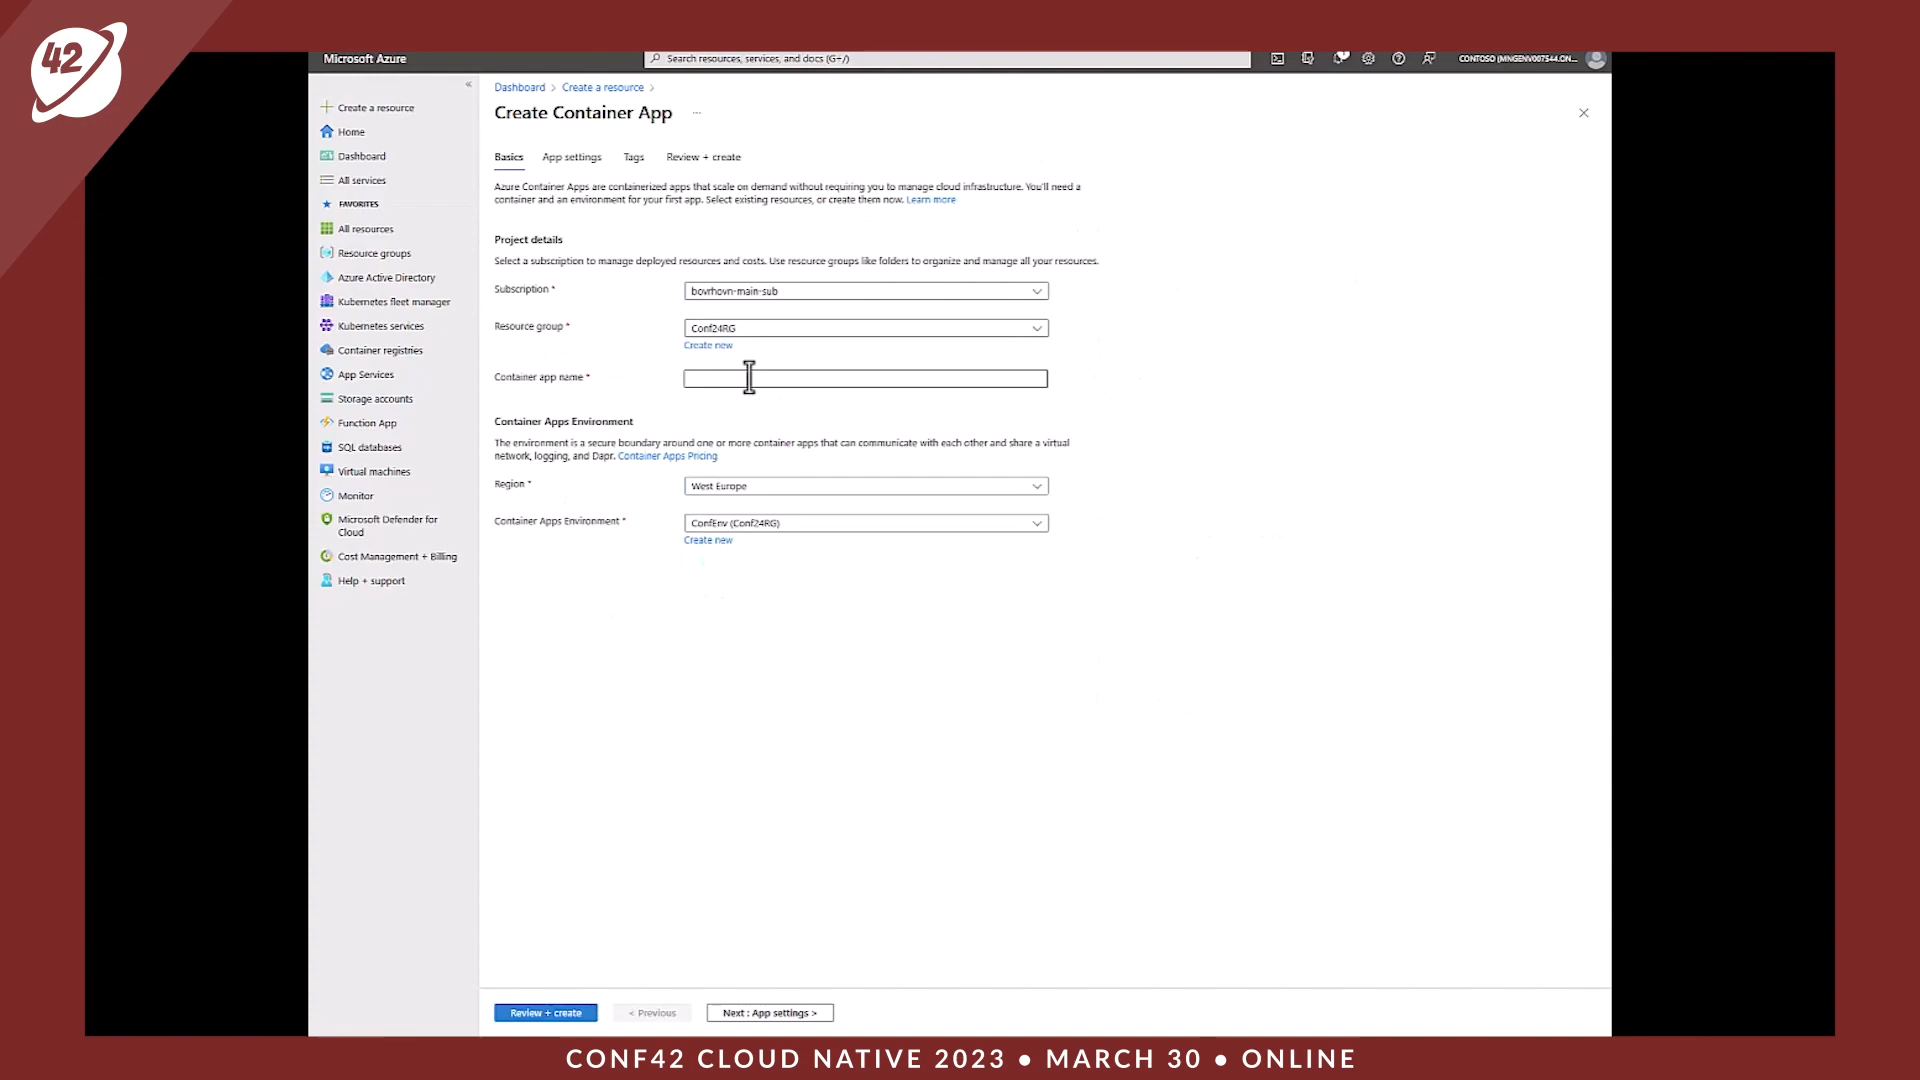 42
Microsoft Azure
Search resources, services, and docs (G+/)
CONTOSO (MNGENV007544.ON...
Create a resource
Home
Dashboard
All services
FAVORITES
All resources
Resource groups
Azure Active Directory
Kubernetes fleet manager
Kubernetes services
Container registries
App Services
Storage accounts
Function App
SQL databases
Virtual machines
Monitor
Microsoft Defender for
Cloud
Cost Management + Billing
Help + support
Dashboard > Create a resource >
Create Container App ...
Basics App settings Tags Review + create
Azure Container Apps are containerized apps that scale on demand without requiring you to manage cloud infrastructure. You'll need a
container and an environment for your first app. Select existing resources, or create them now. Learn more
Project details
Select a subscription to manage deployed resources and costs. Use resource groups like folders to organize and manage all your resources.
Subscription * bovrhovn-main-sub
Resource group * Conf24RG
Create new
Container app name *
Container Apps Environment
The environment is a secure boundary around one or more container apps that can communicate with each other and share a virtual
network, logging, and Dapr. Container Apps Pricing
Region * West Europe
Container Apps Environment * ConfEnv (Conf24RG)
Create new
Review + create < Previous Next : App settings >
CONF42 CLOUD NATIVE 2023 • MARCH 30 • ONLINE